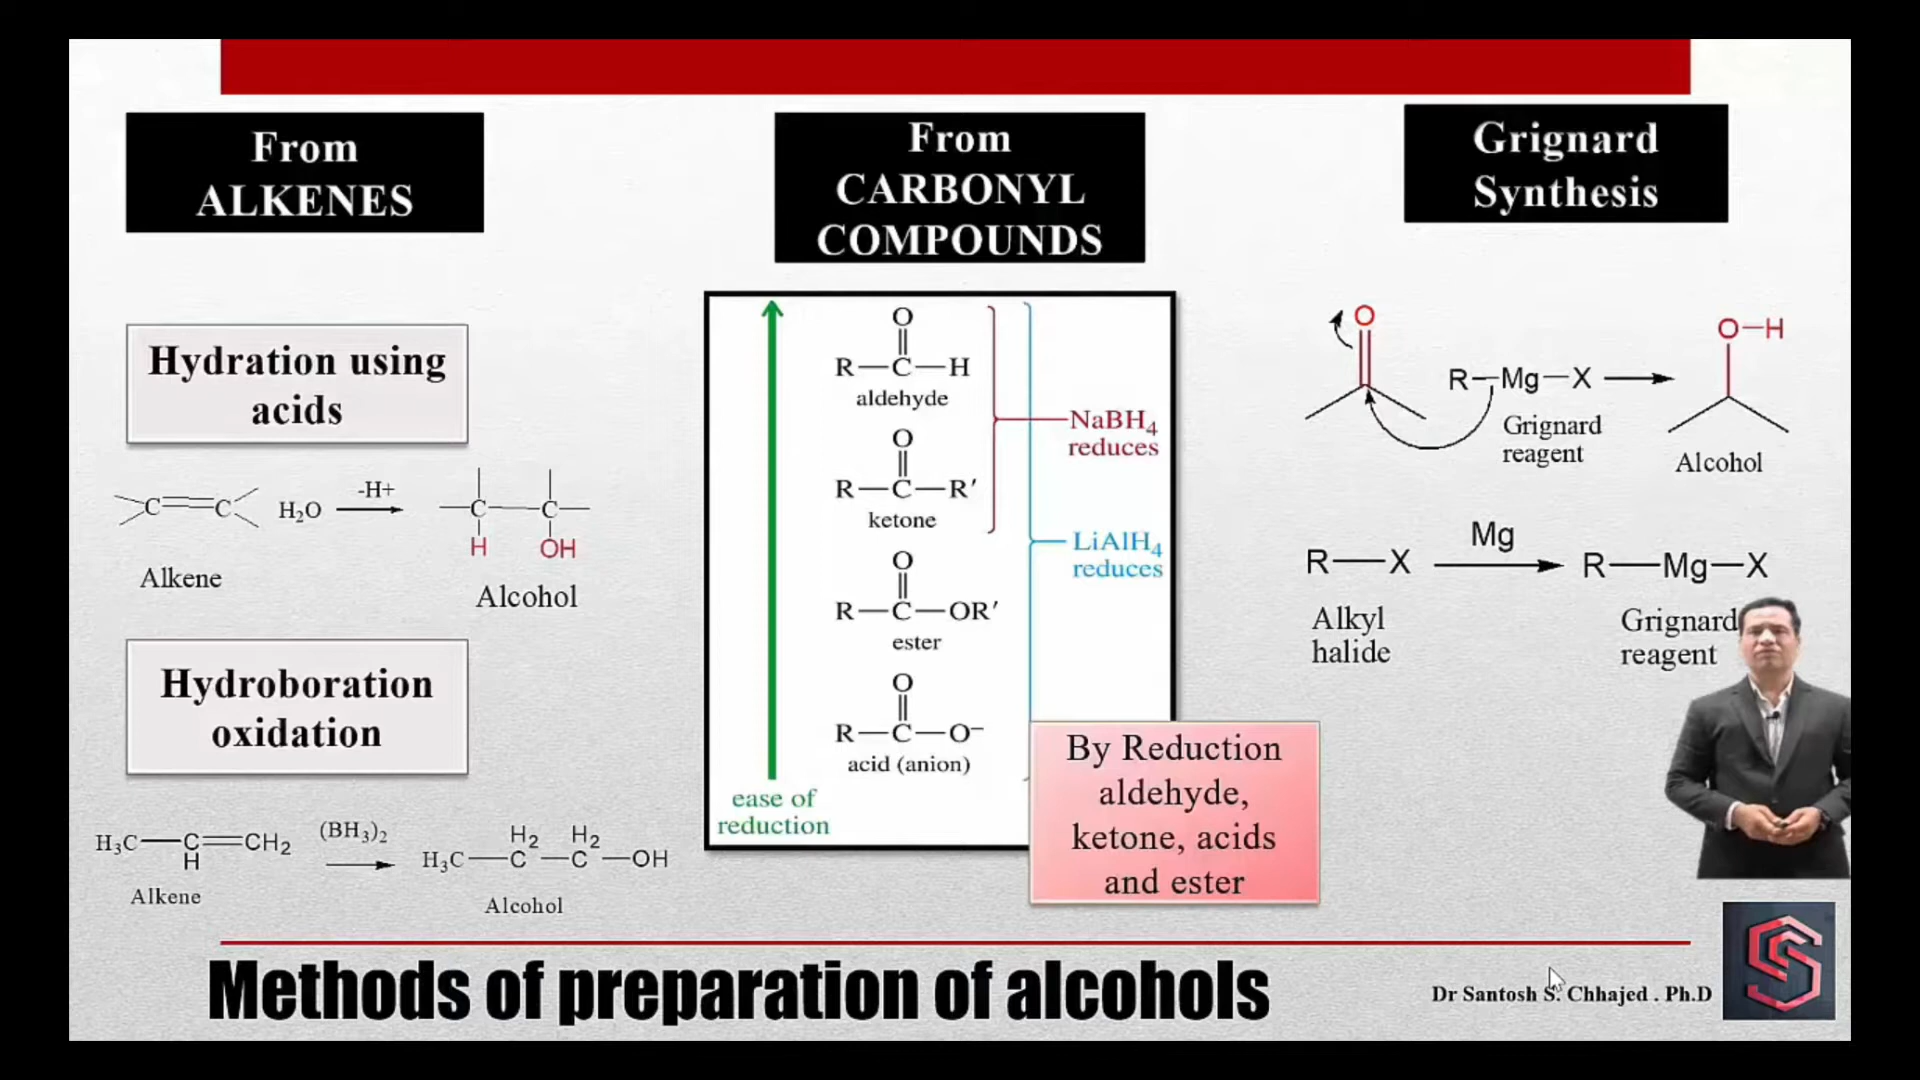 From
ALKENES
Hydration using
acids
C
C
H₂O
-H+
C
C
H
OH
Alkene
Alcohol
Hydroboration
oxidation
H₃C
C
H
CH₂
(BH₃)₂
H₃C
H₂
C
H₂
C
OH
Alkene
Alcohol
From
CARBONYL
COMPOUNDS
O
R—C—H
aldehyde
O
R—C—R′
ketone
O
R—C—OR′
ester
O
R—C—O⁻
acid (anion)
ease of
reduction
NaBH₄
reduces
LiAlH₄
reduces
By Reduction
aldehyde,
ketone, acids
and ester
Grignard
Synthesis
O
R—Mg—X
Grignard
reagent
O—H
Alcohol
R—X
Mg
R—Mg—X
Alkyl
halide
Grignard
reagent
Methods of preparation of alcohols
Dr Santosh S. Chhajed . Ph.D